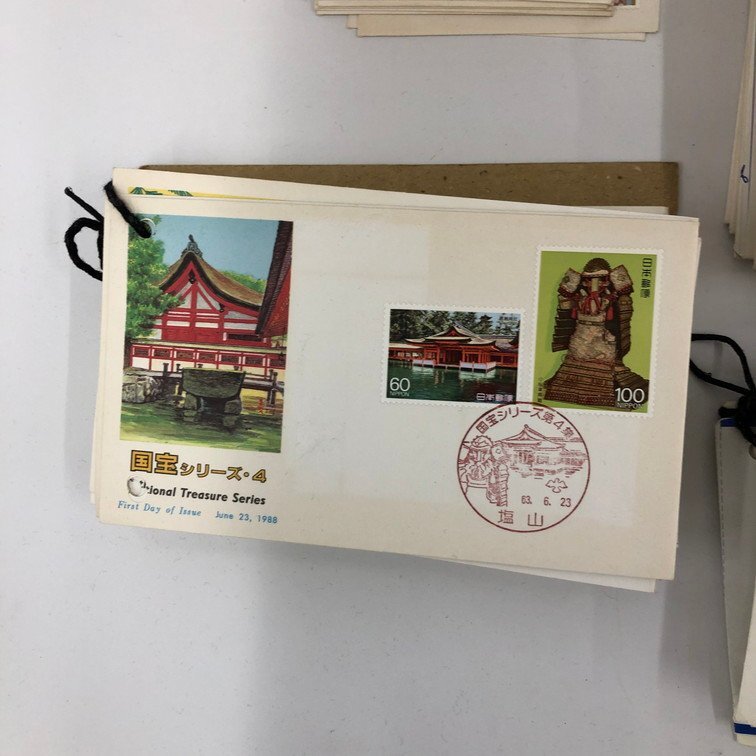 国宝シリーズ・4
tional Treasure Series
First Day of Issue June 23, 1988
60
日本郵便
NIPPON
日本郵便
100
NIPPON
国宝シリーズ第4集
63. 6. 23
塩山